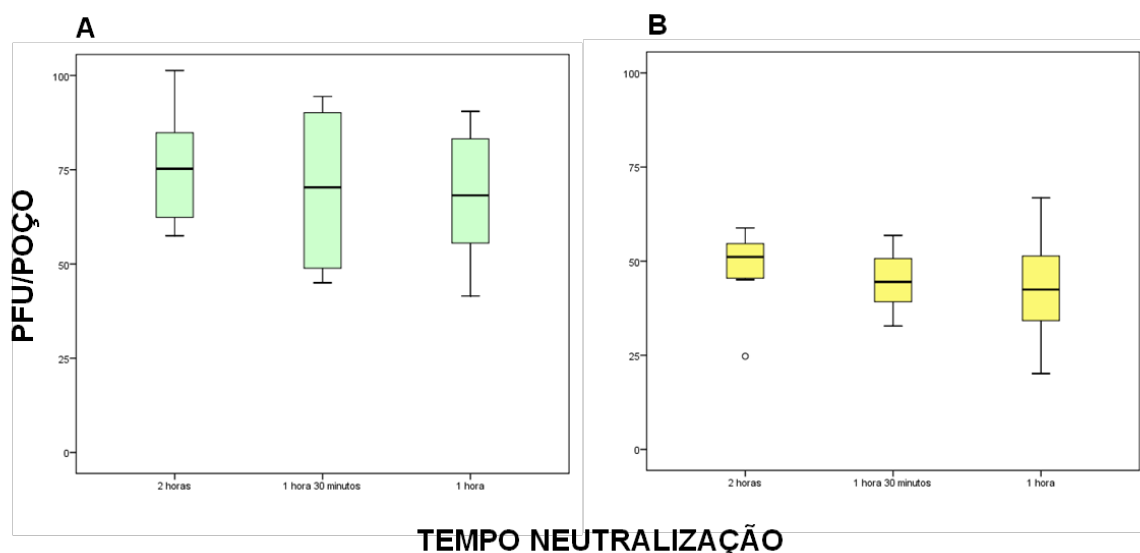 A
B
PFU/POÇO
100
75
50
25
0
2 horas
1 hora 30 minutos
1 hora
100
75
50
25
0
2 horas
1 hora 30 minutos
1 hora
TEMPO NEUTRALIZAÇÃO